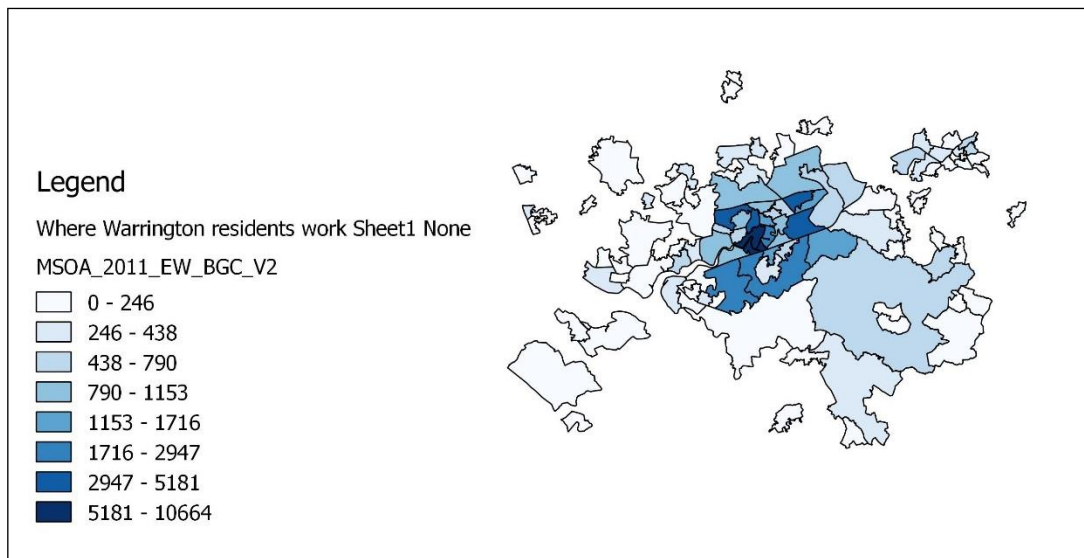 Legend
Where Warrington residents work Sheet1 None
MSOA_2011_EW_BGC_V2
0 - 246
246 - 438
438 - 790
790 - 1153
1153 - 1716
1716 - 2947
2947 - 5181
5181 - 10664